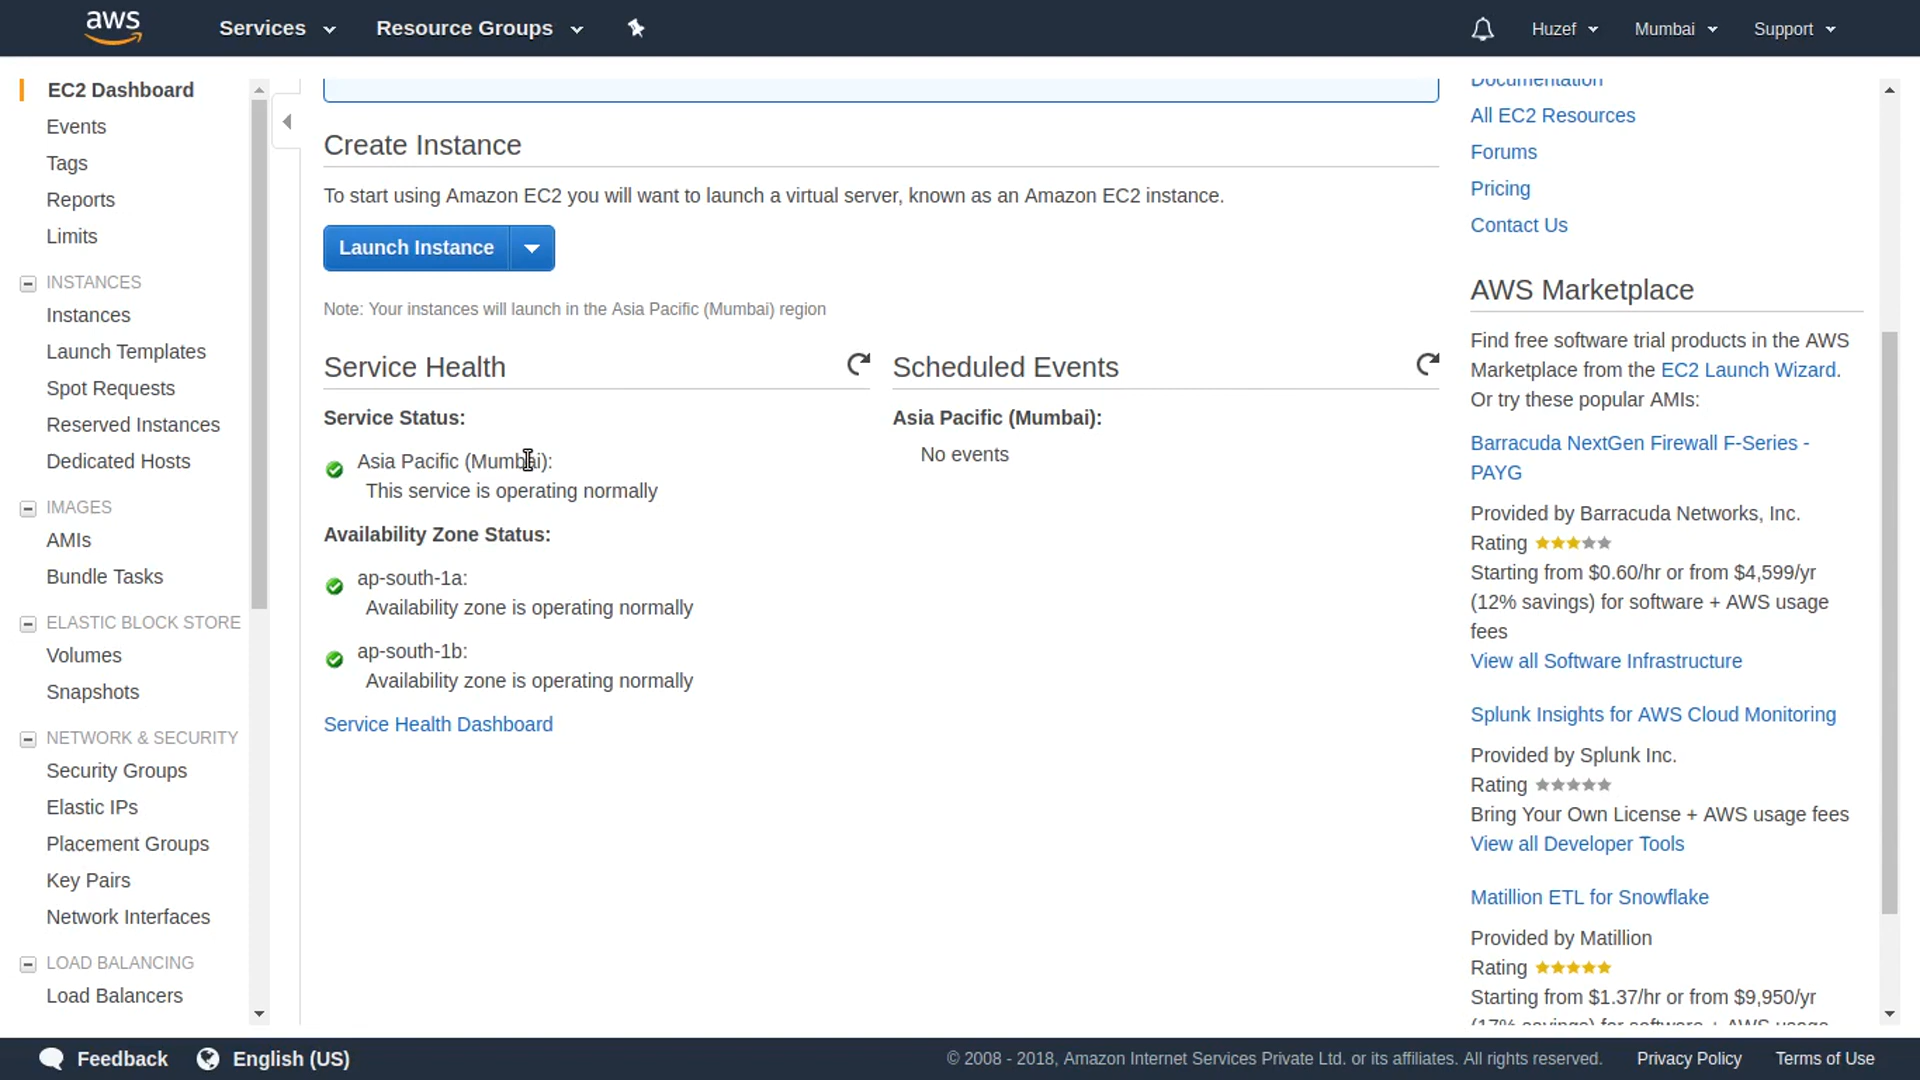 aws
Services
Resource Groups
Huzef
Mumbai
Support
EC2 Dashboard
Events
Tags
Reports
Limits
INSTANCES
Instances
Launch Templates
Spot Requests
Reserved Instances
Dedicated Hosts
IMAGES
AMIs
Bundle Tasks
ELASTIC BLOCK STORE
Volumes
Snapshots
NETWORK & SECURITY
Security Groups
Elastic IPs
Placement Groups
Key Pairs
Network Interfaces
LOAD BALANCING
Load Balancers
Create Instance
To start using Amazon EC2 you will want to launch a virtual server, known as an Amazon EC2 instance.
Launch Instance
Note: Your instances will launch in the Asia Pacific (Mumbai) region
Service Health
Service Status:
Asia Pacific (Mumbai):
This service is operating normally
Availability Zone Status:
ap-south-1a:
Availability zone is operating normally
ap-south-1b:
Availability zone is operating normally
Service Health Dashboard
Scheduled Events
Asia Pacific (Mumbai):
No events
Documentation
All EC2 Resources
Forums
Pricing
Contact Us
AWS Marketplace
Find free software trial products in the AWS
Marketplace from the EC2 Launch Wizard.
Or try these popular AMIs:
Barracuda NextGen Firewall F-Series -
PAYG
Provided by Barracuda Networks, Inc.
Rating
Starting from $0.60/hr or from $4,599/yr
(12% savings) for software + AWS usage
fees
View all Software Infrastructure
Splunk Insights for AWS Cloud Monitoring
Provided by Splunk Inc.
Rating
Bring Your Own License + AWS usage fees
View all Developer Tools
Matillion ETL for Snowflake
Provided by Matillion
Rating
Starting from $1.37/hr or from $9,950/yr
(17% savings) for software + AWS usage
Feedback
English (US)
© 2008 - 2018, Amazon Internet Services Private Ltd. or its affiliates. All rights reserved.
Privacy Policy
Terms of Use